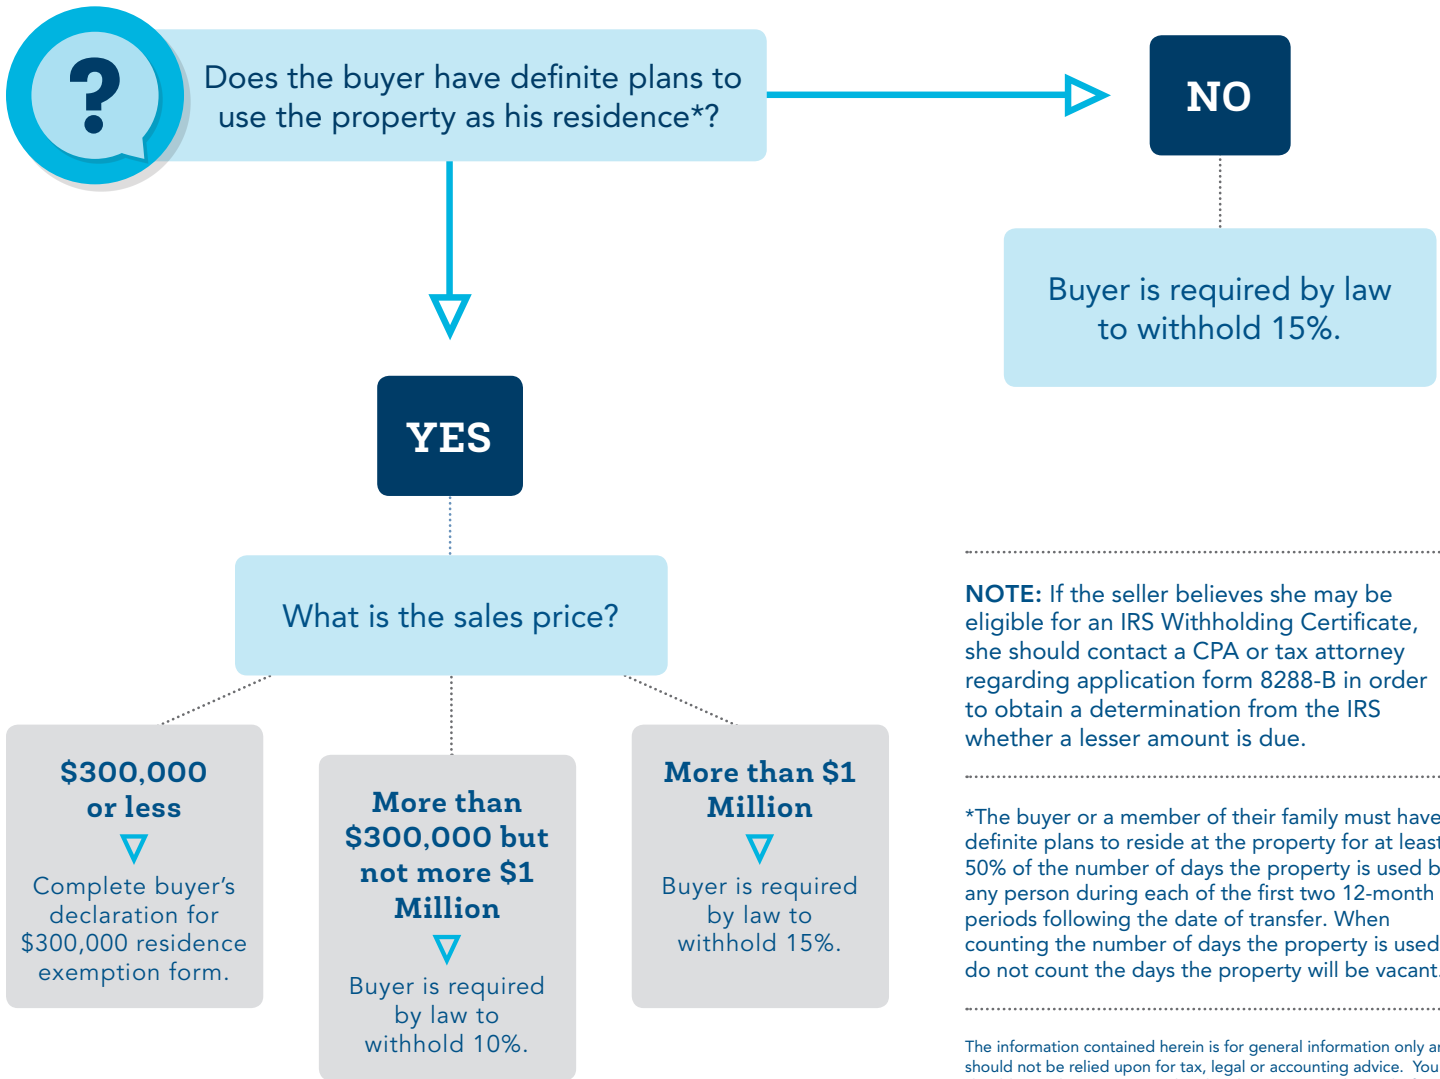 ?
Does the buyer have definite plans to
use the property as his residence*?
NO
Buyer is required by law
to withhold 15%.
YES
What is the sales price?
$300,000
or less
Complete buyer's
declaration for
$300,000 residence
exemption form.
More than
$300,000 but
not more $1
Million
Buyer is required
by law to
withhold 10%.
More than $1
Million
Buyer is required
by law to
withhold 15%.
NOTE: If the seller believes she may be
eligible for an IRS Withholding Certificate,
she should contact a CPA or tax attorney
regarding application form 8288-B in order
to obtain a determination from the IRS
whether a lesser amount is due.
*The buyer or a member of their family must have
definite plans to reside at the property for at least
50% of the number of days the property is used
any person during each of the first two 12-month
periods following the date of transfer. When
counting the number of days the property is used
do not count the days the property will be vacant.
The information contained herein is for general information only
should not be relied upon for tax, legal or accounting advice. You